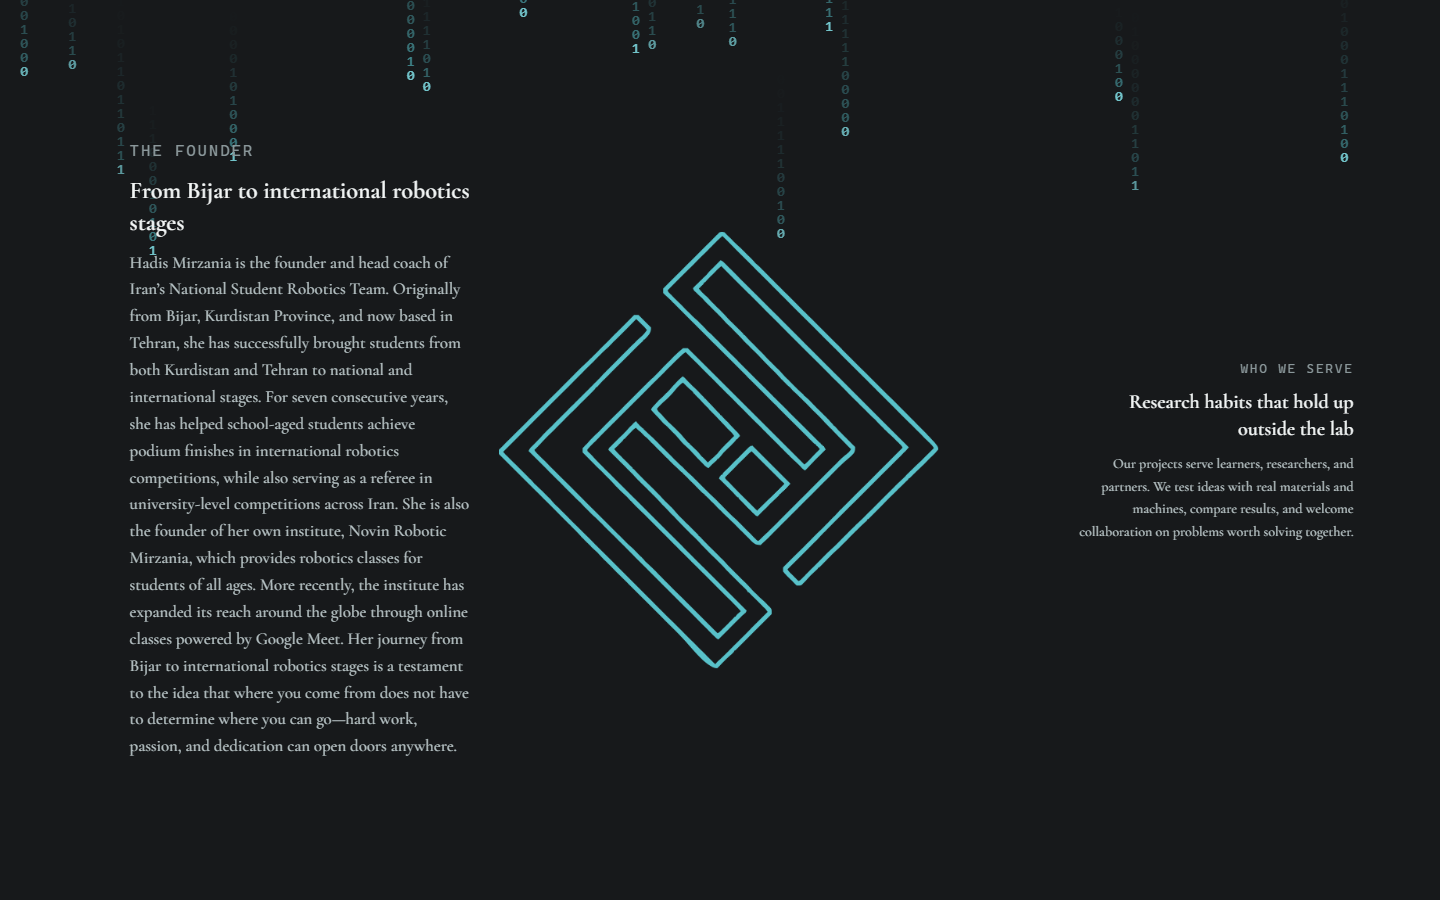 THE FOUNDER
From Bijar to international robotics
stages
Hadis Mirzania is the founder and head coach of
Iran’s National Student Robotics Team. Originally
from Bijar, Kurdistan Province, and now based in
Tehran, she has successfully brought students from
both Kurdistan and Tehran to national and
international stages. For seven consecutive years,
she has helped school-aged students achieve
podium finishes in international robotics
competitions, while also serving as a referee in
university-level competitions across Iran. She is also
the founder of her own institute, Novin Robotic
Mirzania, which provides robotics classes for
students of all ages. More recently, the institute has
expanded its reach around the globe through online
classes powered by Google Meet. Her journey from
Bijar to international robotics stages is a testament
to the idea that where you come from does not have
to determine where you can go—hard work,
passion, and dedication can open doors anywhere.
WHO WE SERVE
Research habits that hold up
outside the lab
Our projects serve learners, researchers, and
partners. We test ideas with real materials and
machines, compare results, and welcome
collaboration on problems worth solving together.